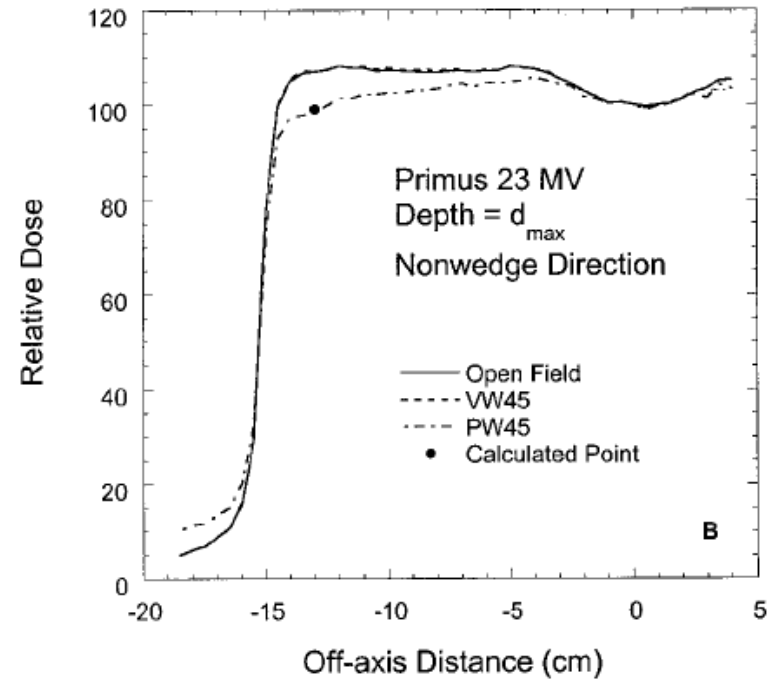 120
100
80
60
40
20
0
Relative Dose
Primus 23 MV
Depth = d_max
Nonwedge Direction
Open Field
VW45
PW45
Calculated Point
B
-20 -15 -10 -5 0 5
Off-axis Distance (cm)